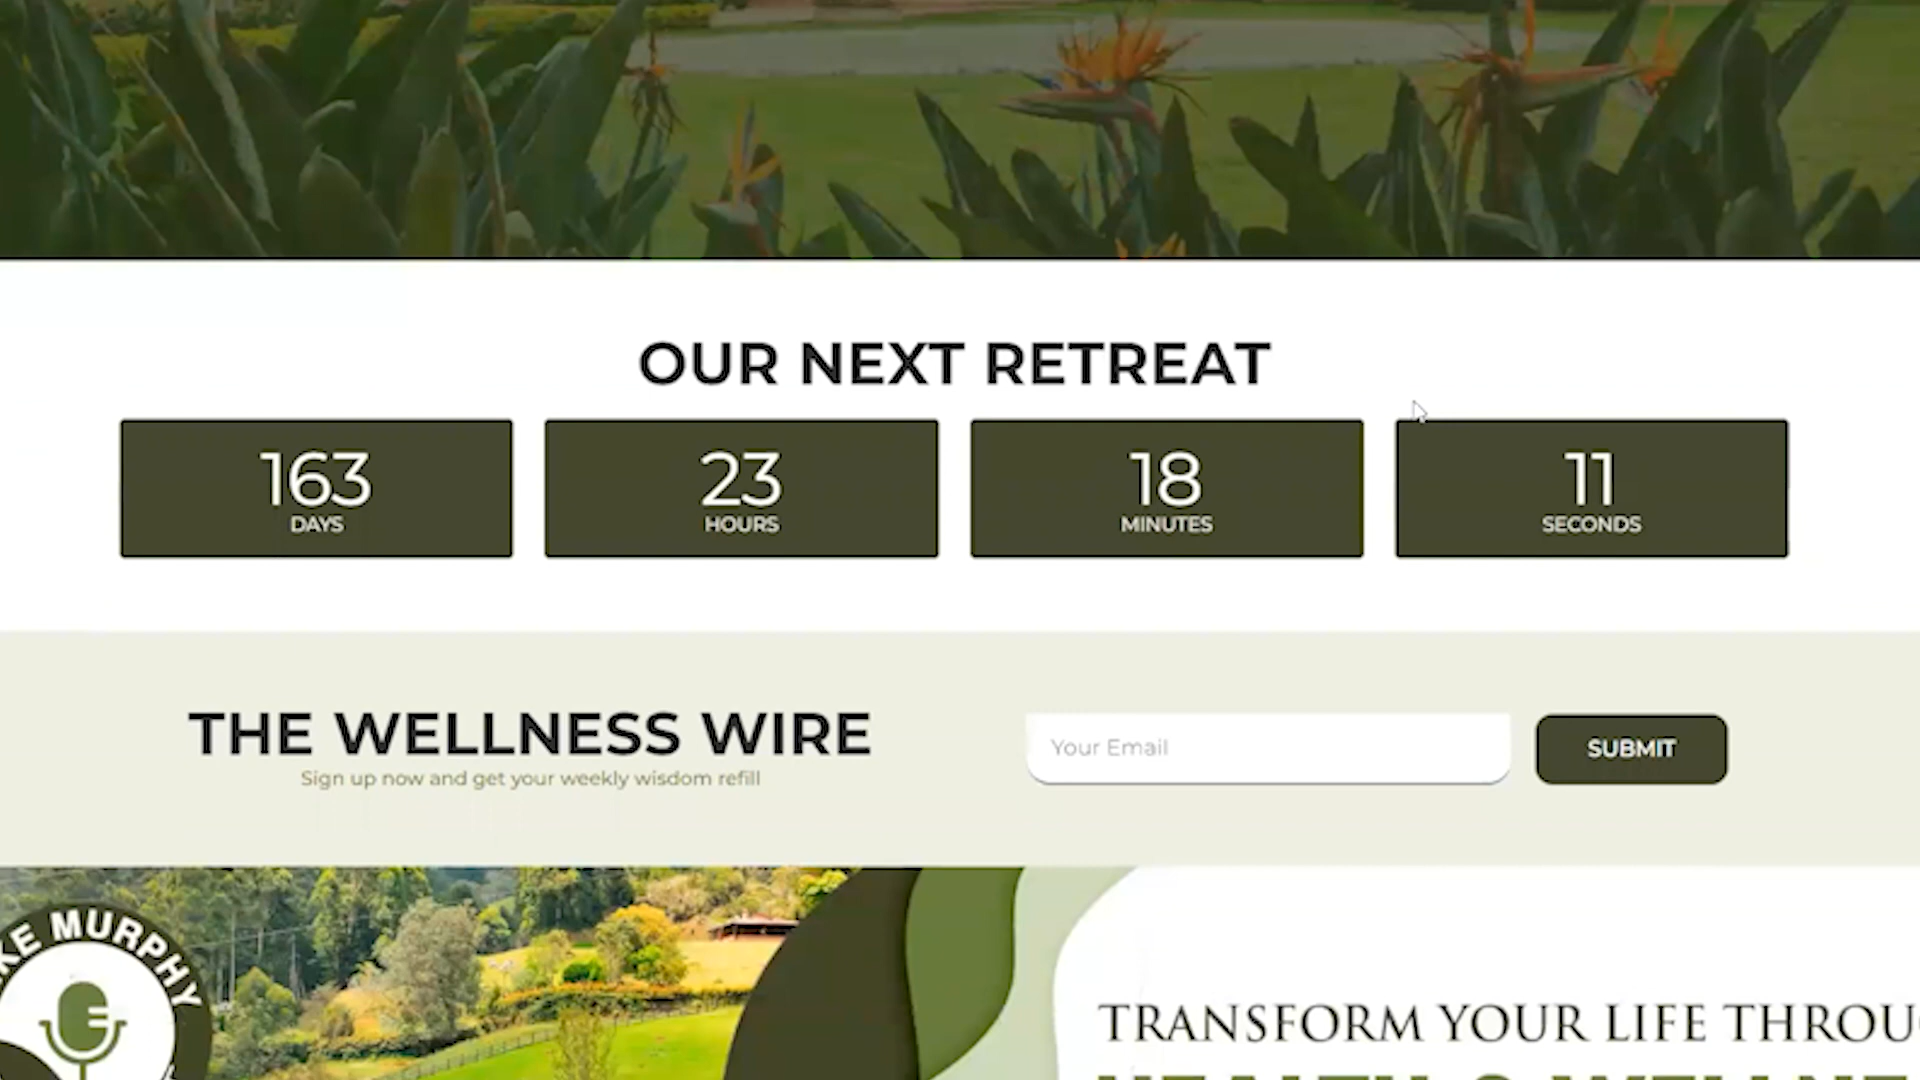 OUR NEXT RETREAT
163
DAYS
23
HOURS
18
MINUTES
11
SECONDS
THE WELLNESS WIRE
Sign up now and get your weekly wisdom refill
Your Email
SUBMIT
KE MURPHY
TRANSFORM YOUR LIFE THROU